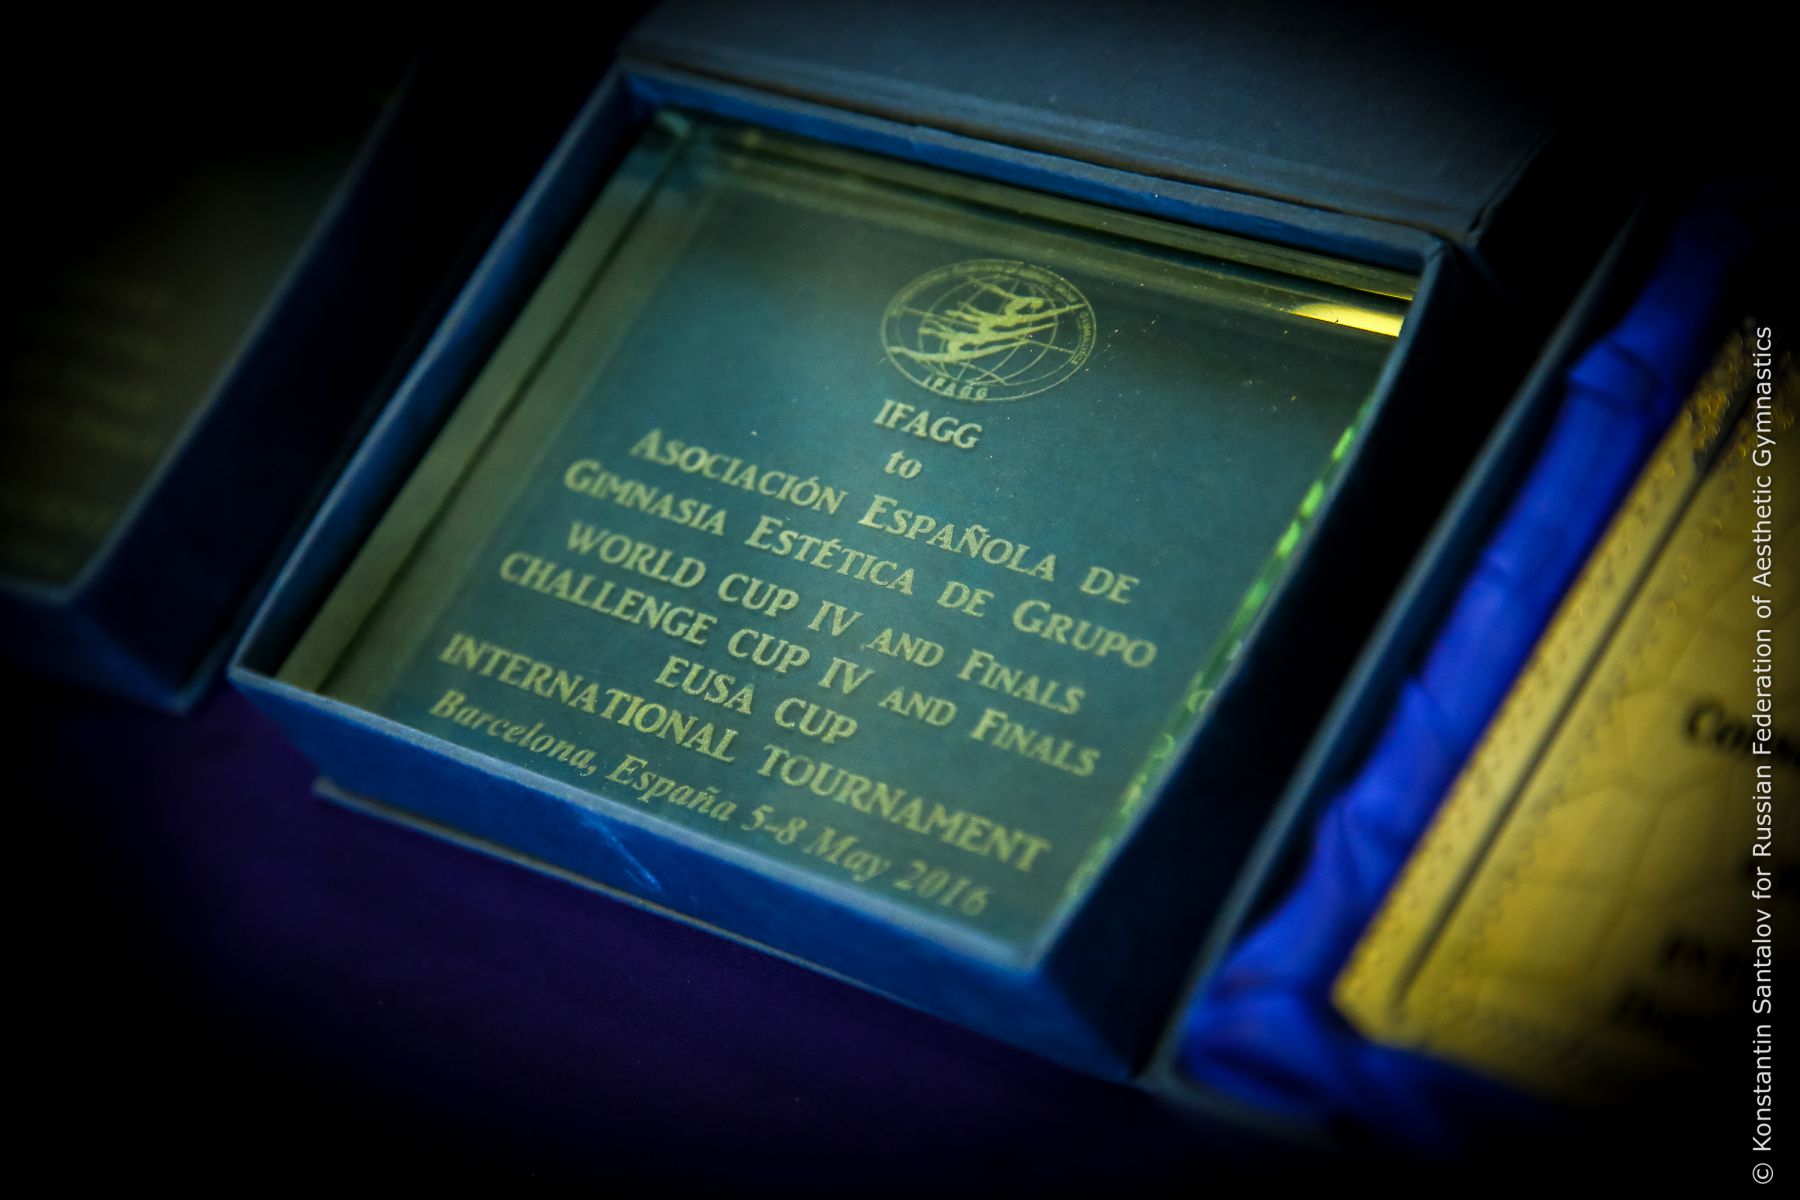 IFAGG
IFAGG
to
ASOCIACIÓN ESPAÑOLA DE
GIMNASIA ESTÉTICA DE GRUPO
WORLD CUP IV AND FINALS
CHALLENGE CUP IV AND FINALS
EUSA CUP
INTERNATIONAL TOURNAMENT
Barcelona, España 5-8 May 2016
© Konstantin Santalov for Russian Federation of Aesthetic Gymnastics